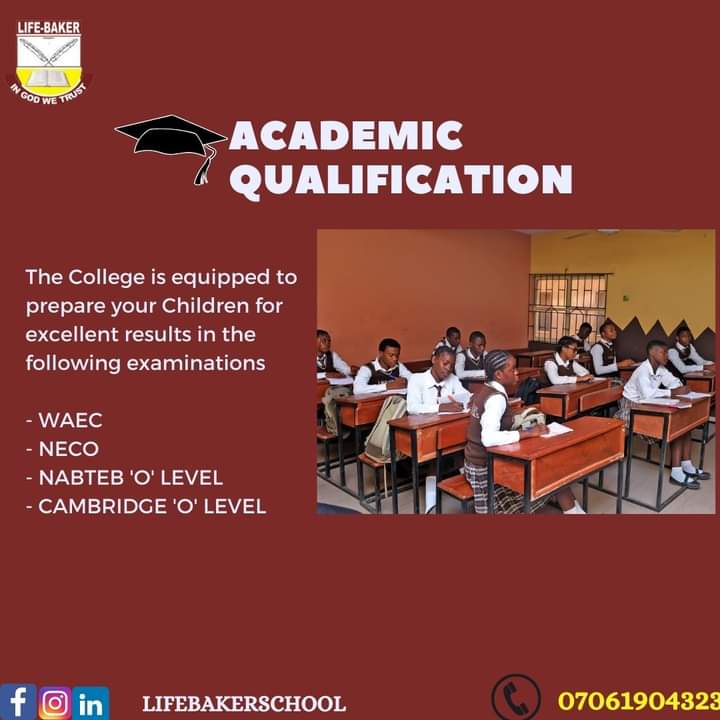 LIFE-BAKER
IN GOD WE TRUST
ACADEMIC
QUALIFICATION
The College is equipped to
prepare your Children for
excellent results in the
following examinations
- WAEC
- NECO
- NABTEB 'O' LEVEL
- CAMBRIDGE 'O' LEVEL
f
in
LIFEBAKERSCHOOL
07061904323